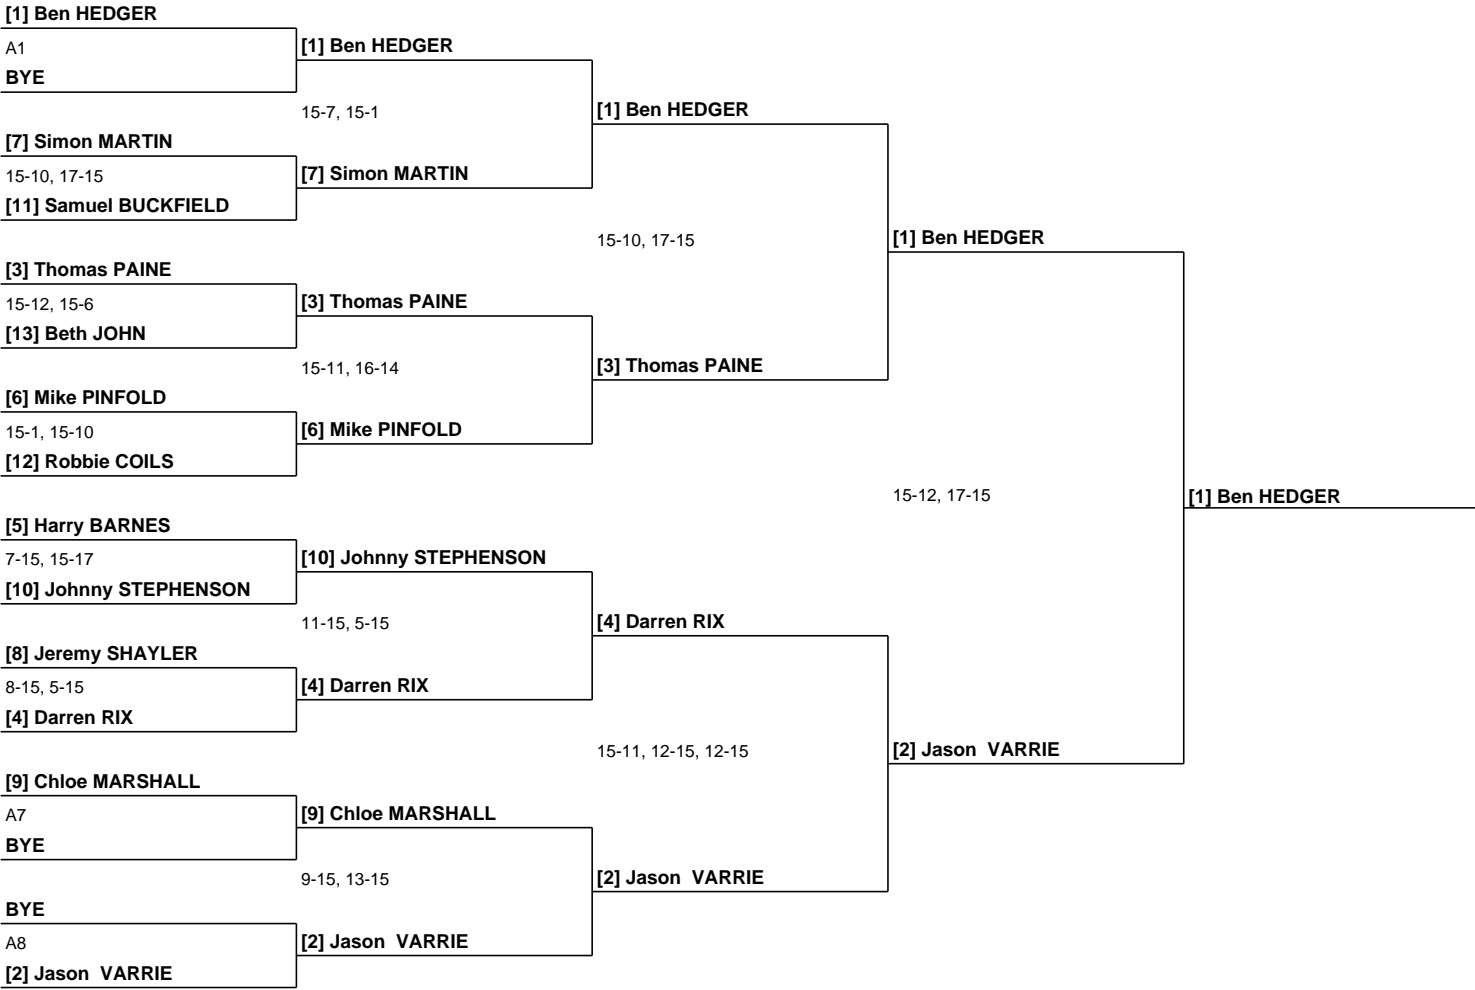 [1] Ben HEDGER
A1
BYE
[1] Ben HEDGER
15-7, 15-1
[1] Ben HEDGER
[7] Simon MARTIN
15-10, 17-15
[11] Samuel BUCKFIELD
[7] Simon MARTIN
15-10, 17-15
[1] Ben HEDGER
[3] Thomas PAINE
15-12, 15-6
[13] Beth JOHN
[3] Thomas PAINE
15-11, 16-14
[3] Thomas PAINE
[6] Mike PINFOLD
15-1, 15-10
[12] Robbie COILS
[6] Mike PINFOLD
15-12, 17-15
[1] Ben HEDGER
[5] Harry BARNES
7-15, 15-17
[10] Johnny STEPHENSON
[10] Johnny STEPHENSON
11-15, 5-15
[4] Darren RIX
[8] Jeremy SHAYLER
8-15, 5-15
[4] Darren RIX
[4] Darren RIX
15-11, 12-15, 12-15
[2] Jason  VARRIE
[9] Chloe MARSHALL
A7
BYE
[9] Chloe MARSHALL
9-15, 13-15
[2] Jason  VARRIE
BYE
A8
[2] Jason  VARRIE
[2] Jason  VARRIE